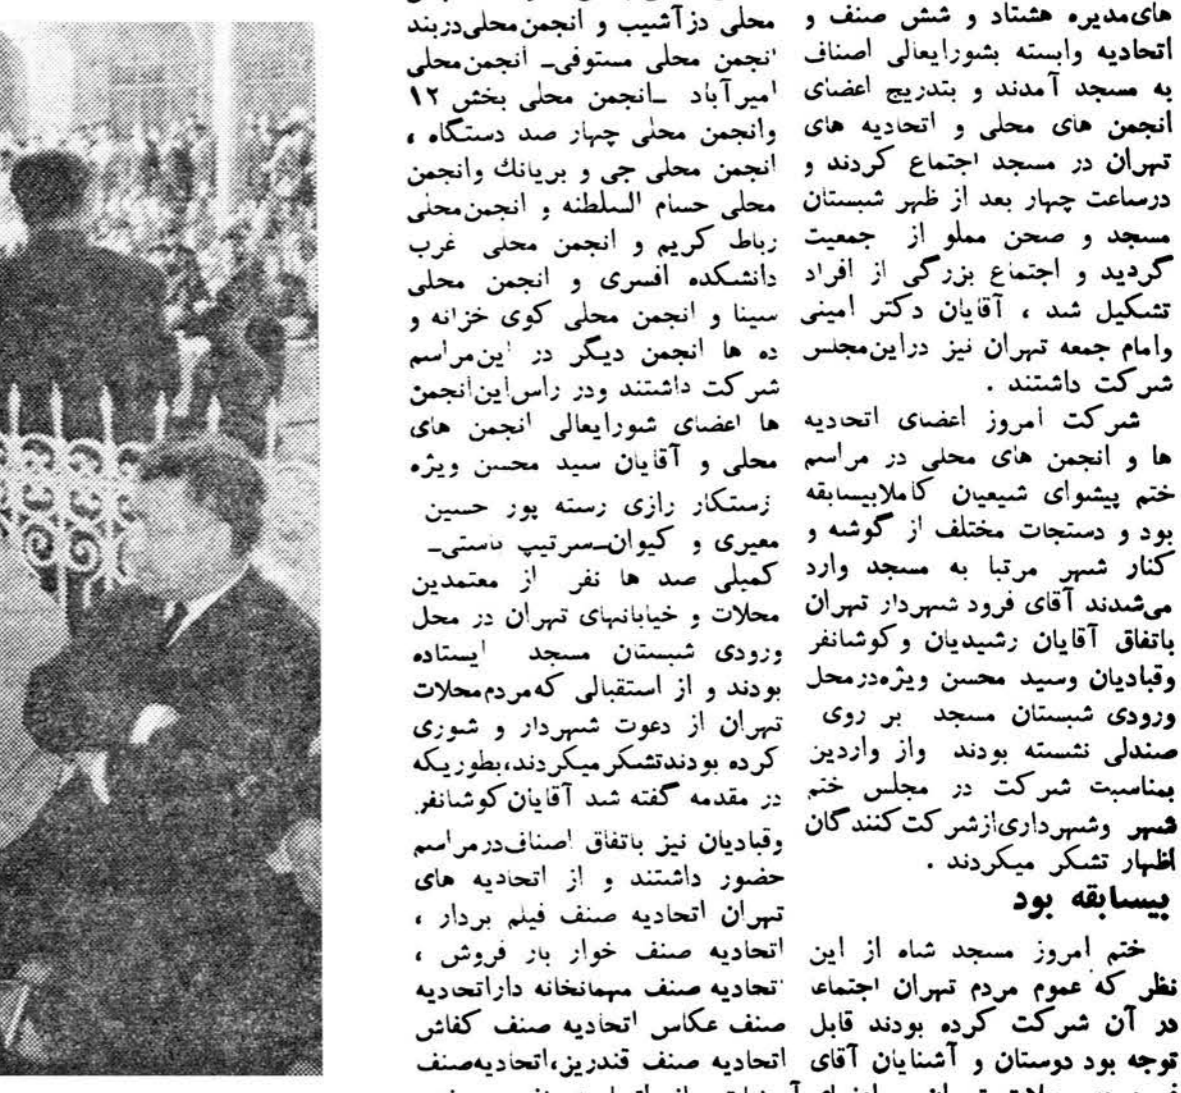 های‌مدیره هشتاد و شش صنف و
اتحادیه وابسته بشورایعالی اصناف
به مسجد آمدند و بتدریج اعضای
انجمن های محلی و اتحادیه های
تهران در مسجد اجتماع کردند و
درساعت چهار بعد از ظهر شبستان
مسجد و صحن مملو از جمعیت
گردید و اجتماع بزرگی از افراد
تشکیل شد ، آقایان دکتر امینی
وامام جمعه تهران نیز دراین‌مجلس
شرکت داشتند .
شرکت امروز اعضای اتحادیه
ها و انجمن های محلی در مراسم
ختم پیشوای شیعیان کاملابیسابقه
بود و دستجات مختلف از گوشه و
کنار شهر مرتبا به مسجد وارد
می‌شدند آقای فرود شهردار تهران
باتفاق آقایان رشیدیان وکوشانفر
وقبادیان وسید محسن ویژه‌درمحل
ورودی شبستان مسجد بر روی
صندلی نشسته بودند واز واردین
بمناسبت شرکت در مجلس ختم
شهر وشهرداری‌ازشرکت‌کنندگان
اظهار تشکر میکردند .
بیسابقه بود
ختم امروز مسجد شاه از این
نظر که عموم مردم تهران اجتماعا
در آن شرکت کرده بودند قابل
توجه بود دوستان و آشنایان آقای
محلی دزآشیب و انجمن‌محلی‌دربند
انجمن محلی مستوفی_ انجمن‌محلی
امیرآباد _انجمن محلی بخش ۱۲
وانجمن محلی چهار صد دستگاه ،
انجمن محلی جی و بریانك وانجمن
محلی حسام السلطنه و انجمن‌محلی
رباط کریم و انجمن محلی غرب
دانشکده افسری و انجمن محلی
سینا و انجمن محلی کوی خزانه و
ده ها انجمن دیگر در این‌مراسم
شرکت داشتند ودر راس‌این‌انجمن
ها اعضای شورایعالی انجمن های
محلی و آقایان سید محسن ویژه
رستکار رازی رسته پور حسین
معیری و کیوان_سرتیپ باستی_
کمیلی صد ها نفر از معتمدین
محلات و خیابانهای تهران در محل
ورودی شبستان مسجد ایستاده
بودند و از استقبالی که‌مردم‌محلات
تهران از دعوت شهردار و شوری
کرده بودندتشکرمیکردند،بطوریکه
در مقدمه گفته شد آقایان‌کوشانفر
وقبادیان نیز باتفاق اصناف‌درمراسم
حضور داشتند و از اتحادیه های
تهران اتحادیه صنف فیلم بردار ،
اتحادیه صنف خوار بار فروش ،
اتحادیه صنف مهمانخانه داراتحادیه
صنف عکاس اتحادیه صنف کفاش
اتحادیه صنف قندریز،اتحادیه‌صنف